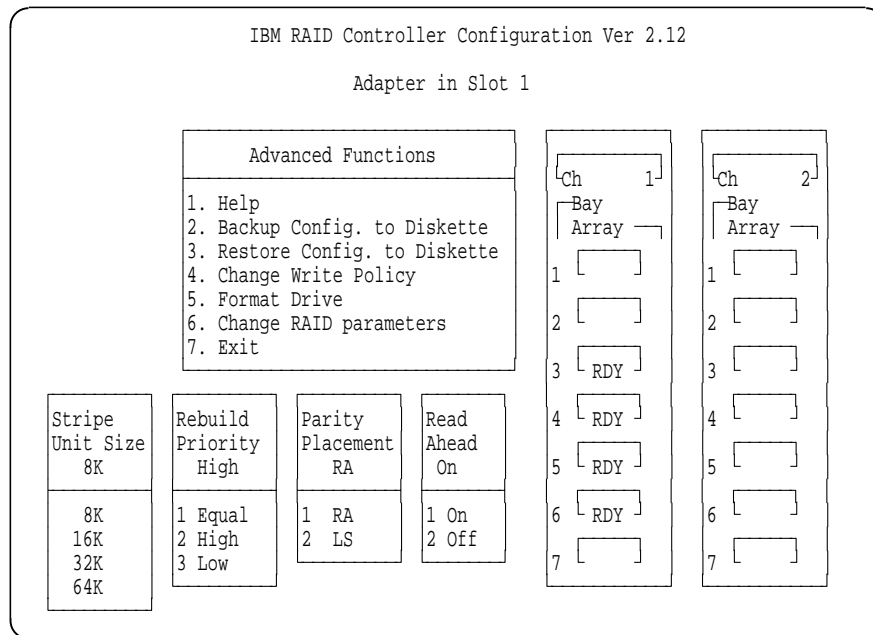 IBM RAID Controller Configuration Ver 2.12
Adapter in Slot 1
Advanced Functions
1. Help
2. Backup Config. to Diskette
3. Restore Config. to Diskette
4. Change Write Policy
5. Format Drive
6. Change RAID parameters
7. Exit
Stripe
Unit Size
8K
8K
16K
32K
64K
Rebuild
Priority
High
1 Equal
2 High
3 Low
Parity
Placement
RA
1 RA
2 LS
Read
Ahead
On
1 On
2 Off
Ch 1
Bay
Array
1
2
3 RDY
4 RDY
5 RDY
6 RDY
7
Ch 2
Bay
Array
1
2
3
4
5
6
7